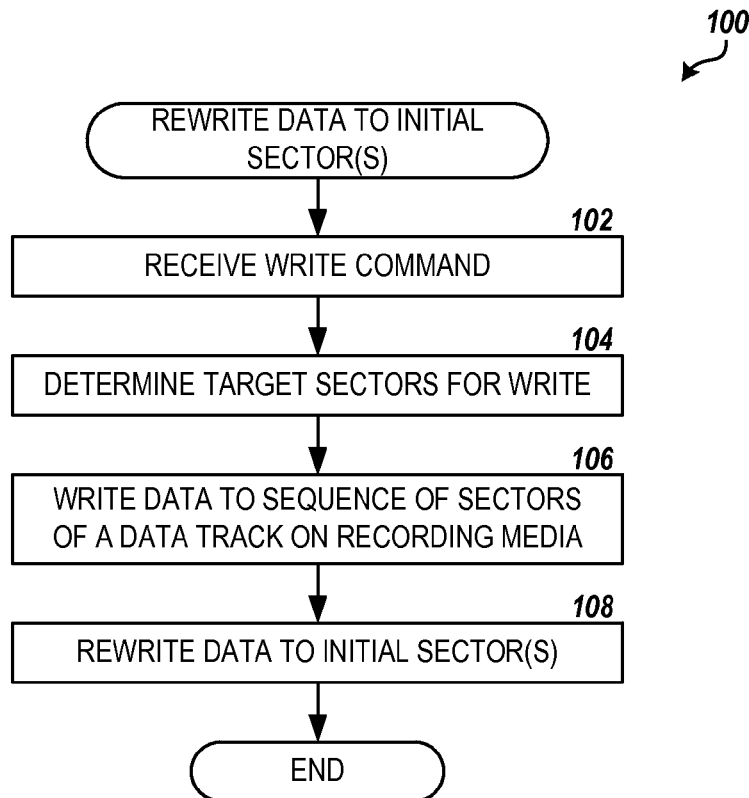 100
REWRITE DATA TO INITIAL
SECTOR(S)
102
RECEIVE WRITE COMMAND
104
DETERMINE TARGET SECTORS FOR WRITE
106
WRITE DATA TO SEQUENCE OF SECTORS
OF A DATA TRACK ON RECORDING MEDIA
108
REWRITE DATA TO INITIAL SECTOR(S)
END